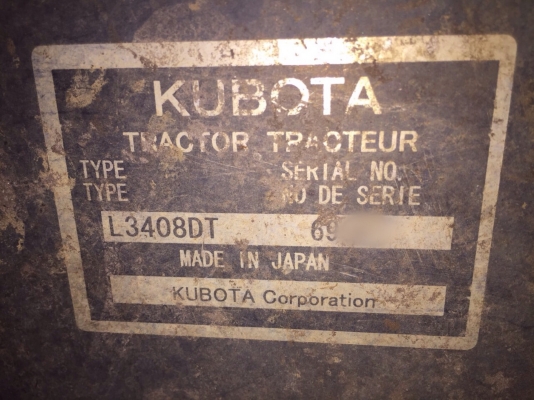 KUBOTA
TRACTOR TRACTEUR
TYPE SERIAL NO.
TYPE NO DE SERIE
L3408DT 69
MADE IN JAPAN
KUBOTA Corporation